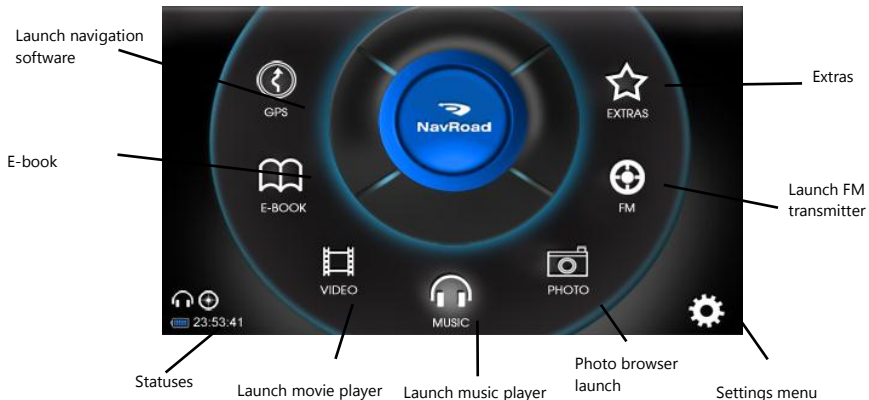 Launch navigation
software
GPS
NavRoad
EXTRAS
Extras
E-book
E-BOOK
FM
Launch FM
transmitter
VIDEO
PHOTO
MUSIC
23:53:41
Statuses
Launch movie player
Launch music player
Photo browser
launch
Settings menu